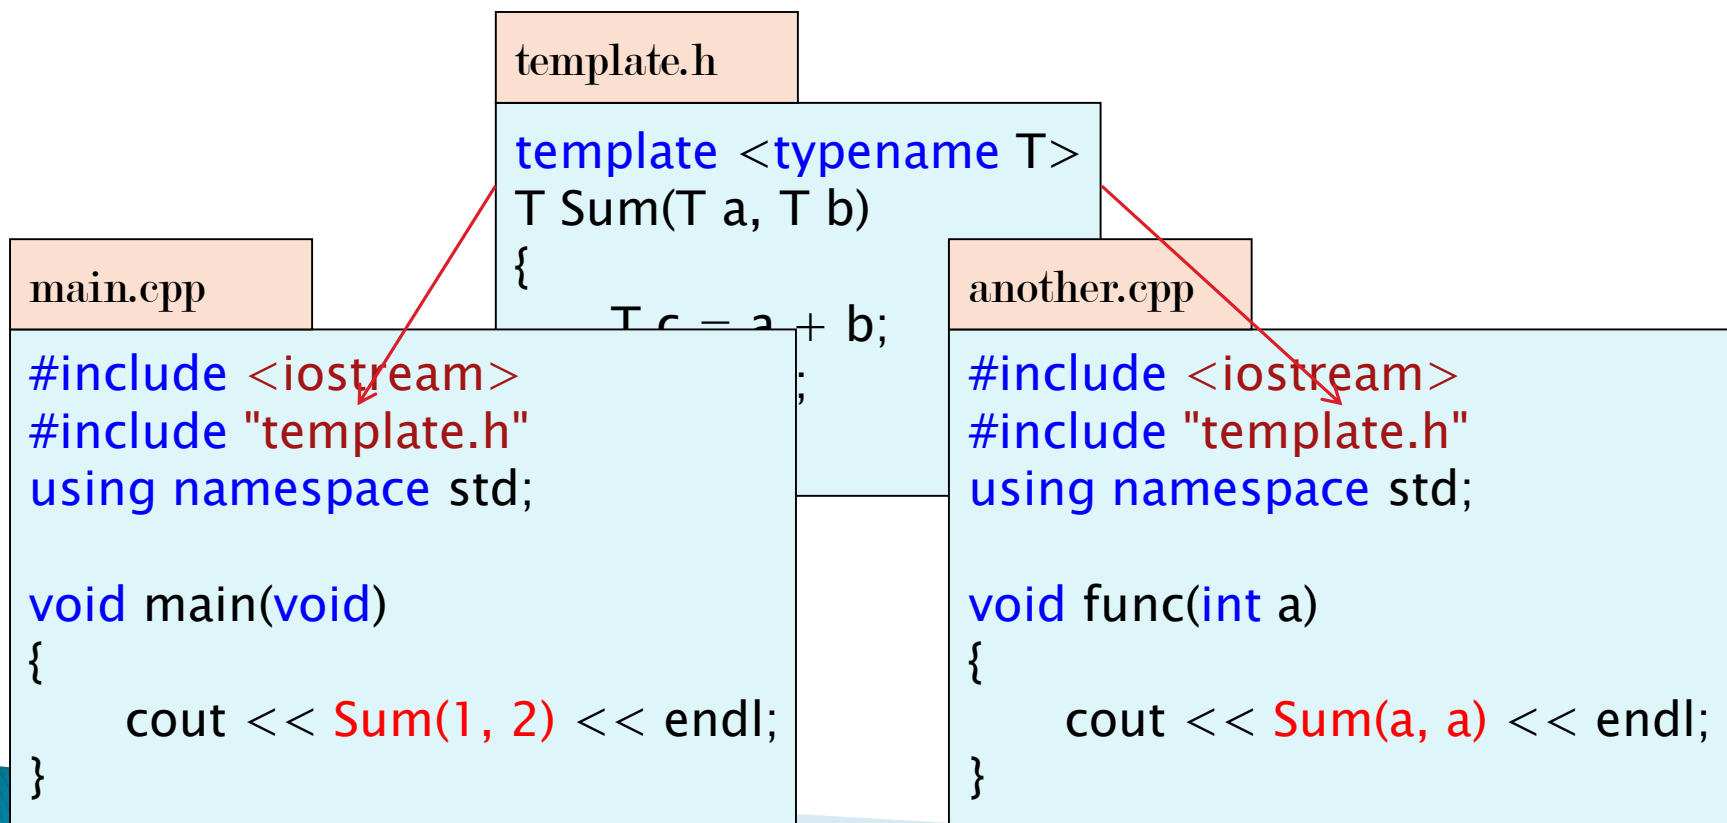 template.h
template <typename T>
T Sum(T a, T b)
{
T c = a + b;
;
main.cpp
#include <iostream>
#include "template.h"
using namespace std;
void main(void)
{
cout << Sum(1, 2) << endl;
}
another.cpp
#include <iostream>
#include "template.h"
using namespace std;
void func(int a)
{
cout << Sum(a, a) << endl;
}